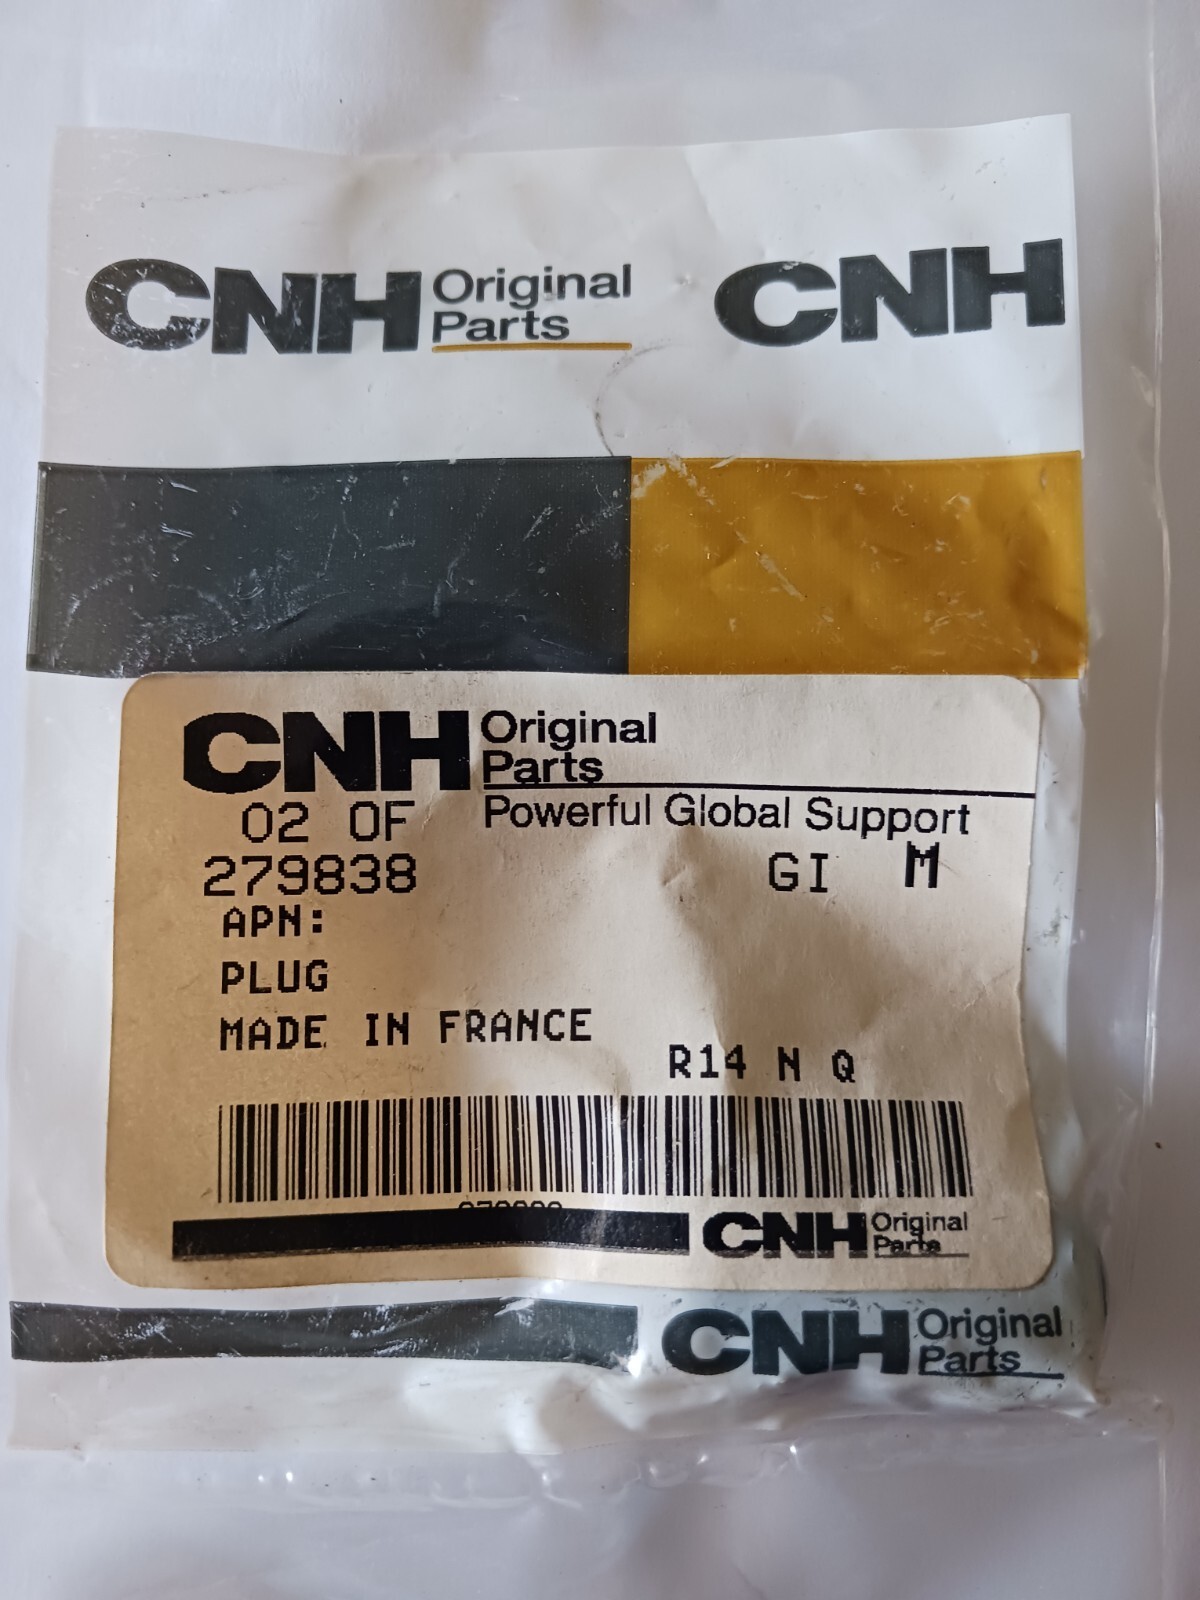 CNH Original Parts CNH
CNH Original Parts
Powerful Global Support
02 OF
279838 GI M
APN:
PLUG
MADE IN FRANCE
R14 N Q
CNH Original Parts
CNH Original Parts